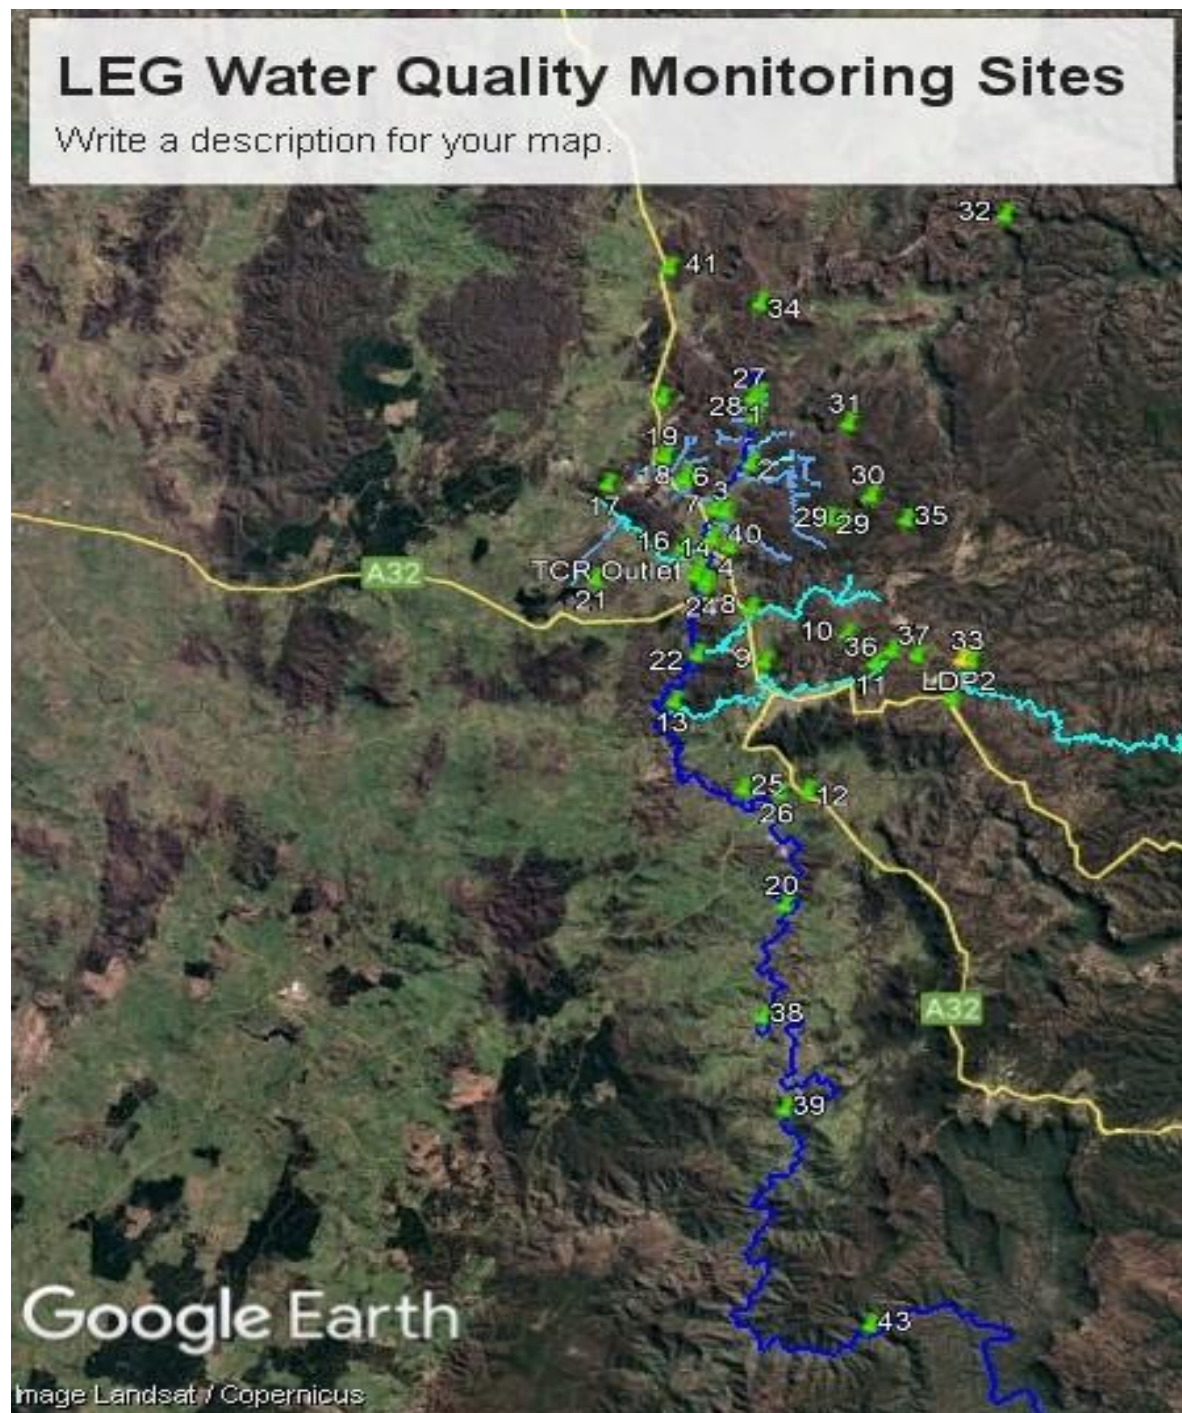 LEG Water Quality Monitoring Sites
Write a description for your map.
32
41
34
27
28 1
31
19
2
18 6
30
3
17 7
29 29 35
16 14 40
TCR Outlet 4
A32
21
24 8
10
36 37 33
22 9
11 LDP2
13
25 12
26
20
A32
38
39
43
Google Earth
Image Landsat / Copernicus